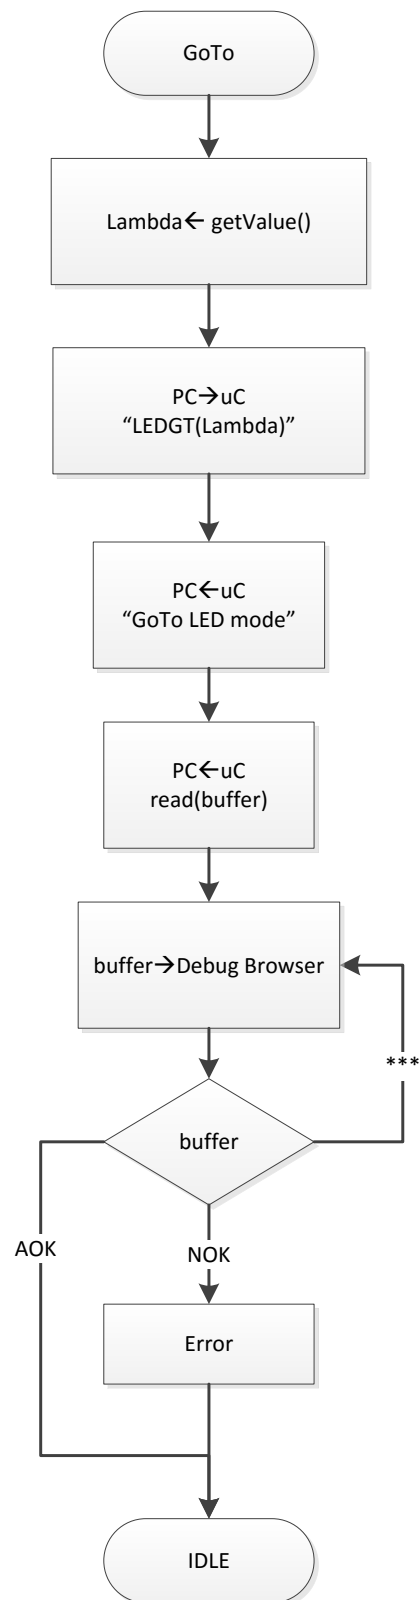 GoTo
Lambda← getValue()
PC→uC
“LEDGT(Lambda)”
PC←uC
“GoTo LED mode”
PC←uC
read(buffer)
buffer→Debug Browser
***
buffer
AOK
NOK
Error
IDLE